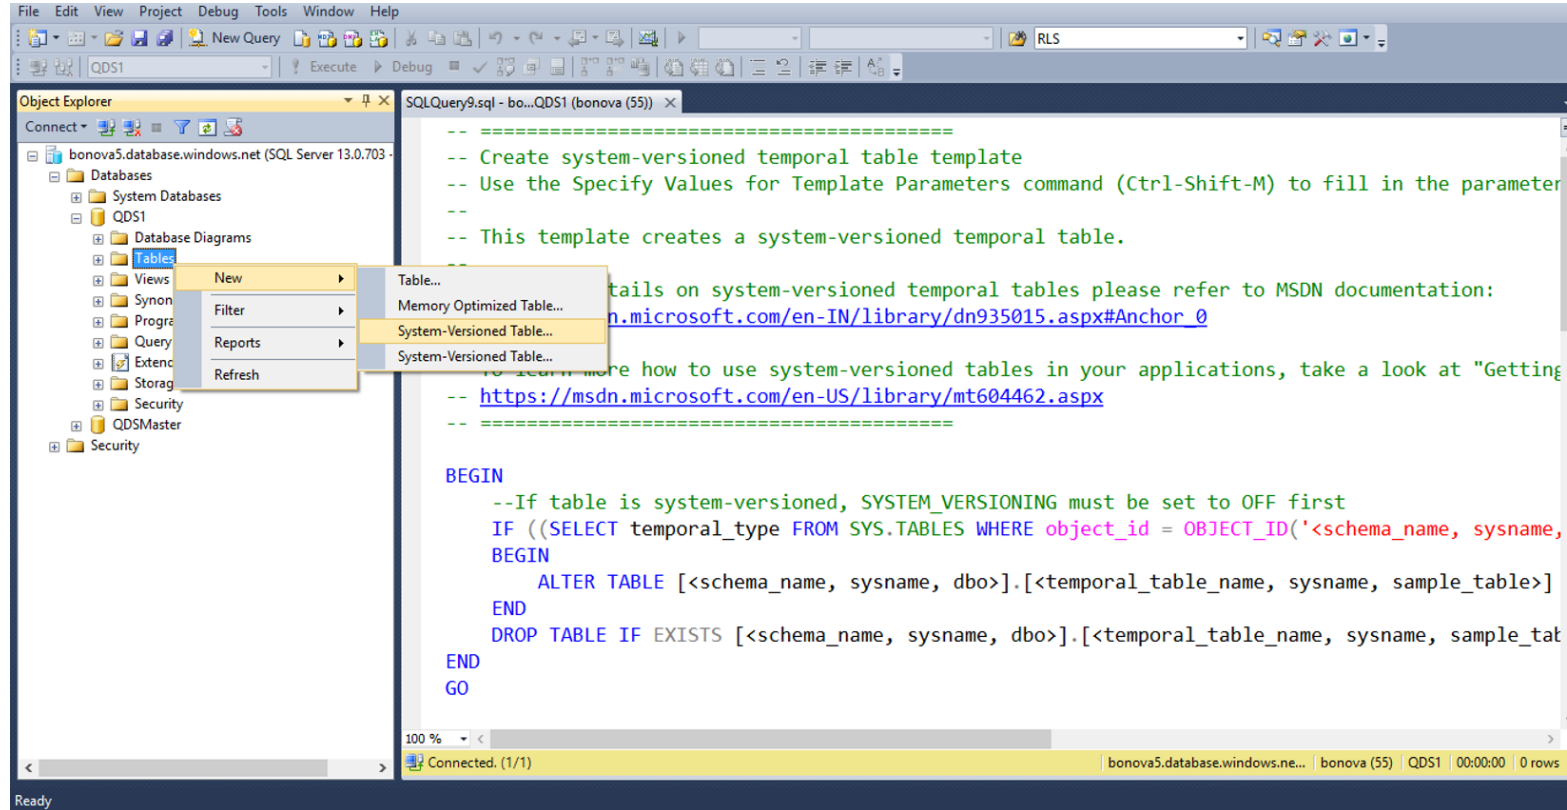 File Edit View Project Debug Tools Window Help
New Query RLS
QDS1 Execute Debug
Object Explorer
SQLQuery9.sql - bo...QDS1 (bonova (55))
Connect
bonova5.database.windows.net (SQL Server 13.0.703 -
Databases
System Databases
QDS1
Database Diagrams
Tables
Views
Synon
Progra
Query
Extend
Storag
Security
QDSMaster
Security
New
Filter
Reports
Refresh
Table...
Memory Optimized Table...
System-Versioned Table...
System-Versioned Table...
-- =========================================
-- Create system-versioned temporal table template
-- Use the Specify Values for Template Parameters command (Ctrl-Shift-M) to fill in the parameter
--
-- This template creates a system-versioned temporal table.
--
tails on system-versioned temporal tables please refer to MSDN documentation:
n.microsoft.com/en-IN/library/dn935015.aspx#Anchor_0
-- To learn more how to use system-versioned tables in your applications, take a look at "Getting
-- https://msdn.microsoft.com/en-US/library/mt604462.aspx
-- =========================================
BEGIN
--If table is system-versioned, SYSTEM_VERSIONING must be set to OFF first
IF ((SELECT temporal_type FROM SYS.TABLES WHERE object_id = OBJECT_ID('<schema_name, sysname,
BEGIN
ALTER TABLE [<schema_name, sysname, dbo>].[<temporal_table_name, sysname, sample_table>]
END
DROP TABLE IF EXISTS [<schema_name, sysname, dbo>].[<temporal_table_name, sysname, sample_tab
END
GO
100 %
Connected. (1/1) bonova5.database.windows.ne... bonova (55) QDS1 00:00:00 0 rows
Ready